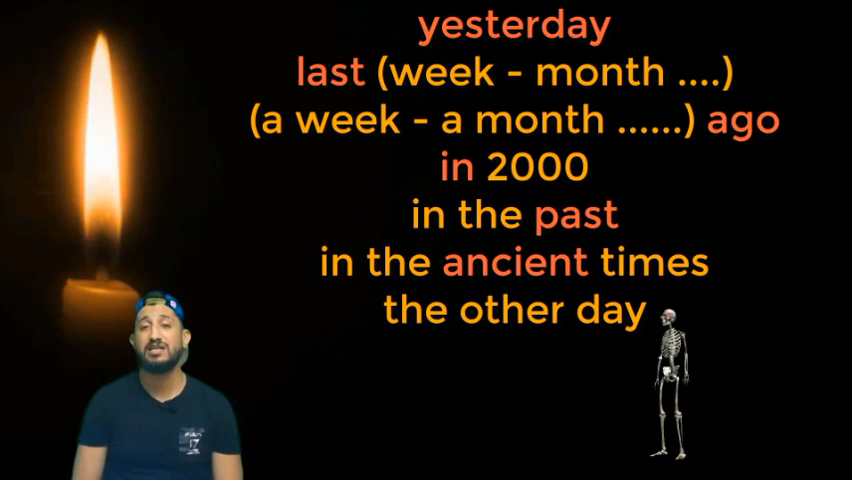 yesterday
last (week - month ....)
(a week - a month ......) ago
in 2000
in the past
in the ancient times
the other day